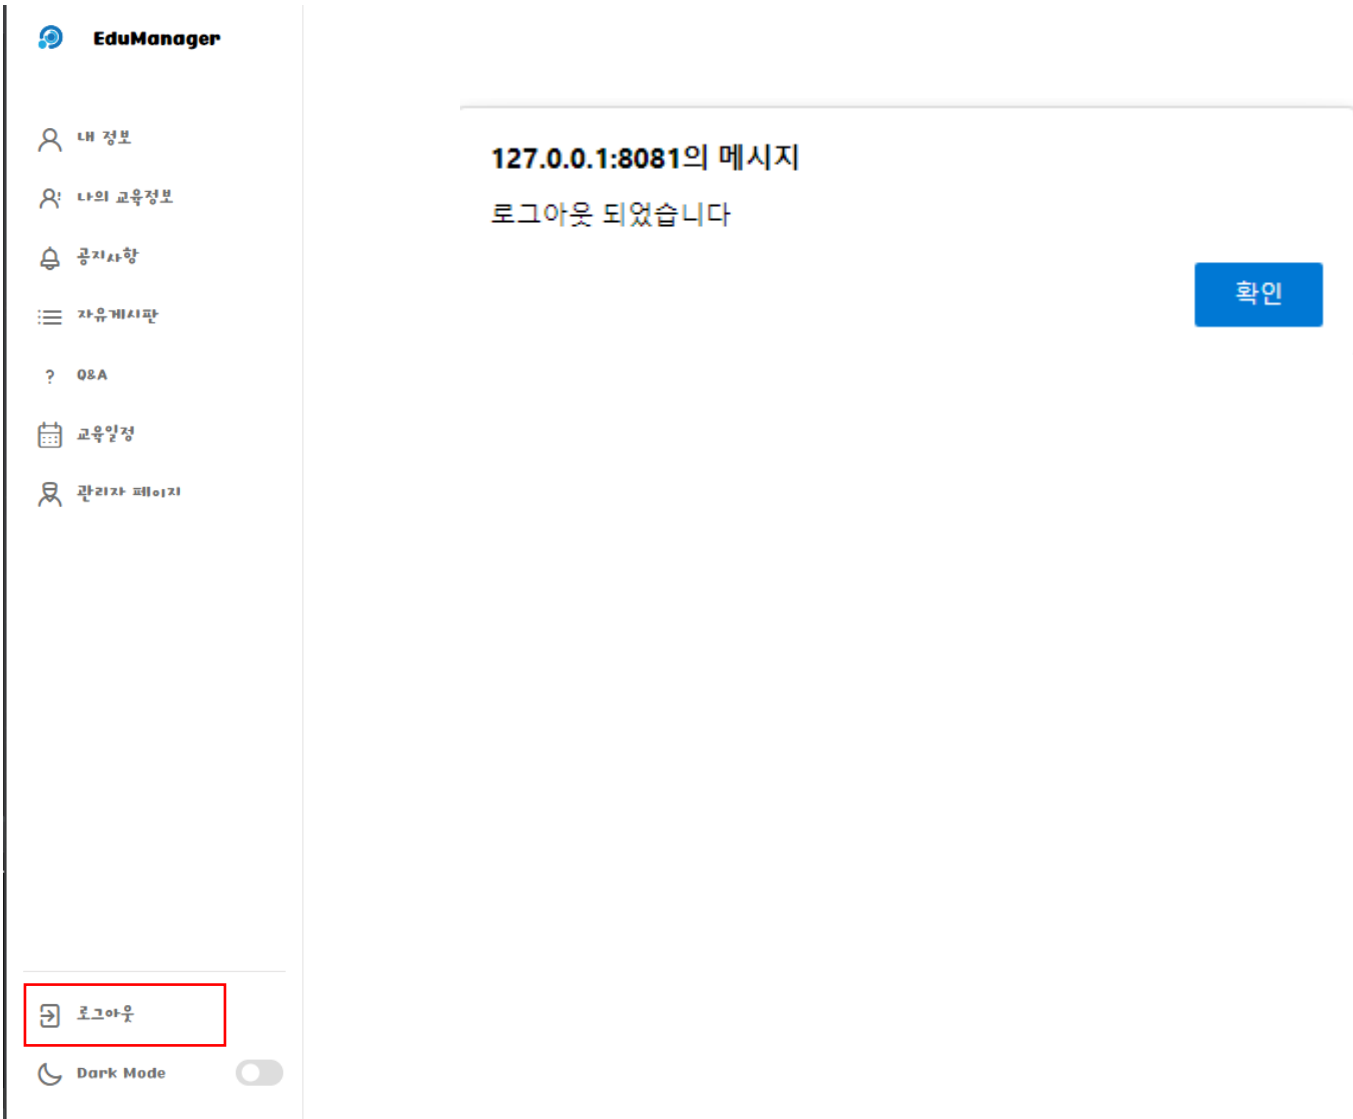 EduManager
내 정보
나의 교육정보
공지사항
자유게시판
? Q&A
교육일정
관리자 페이지
로그아웃
Dark Mode
127.0.0.1:8081의 메시지
로그아웃 되었습니다
확인